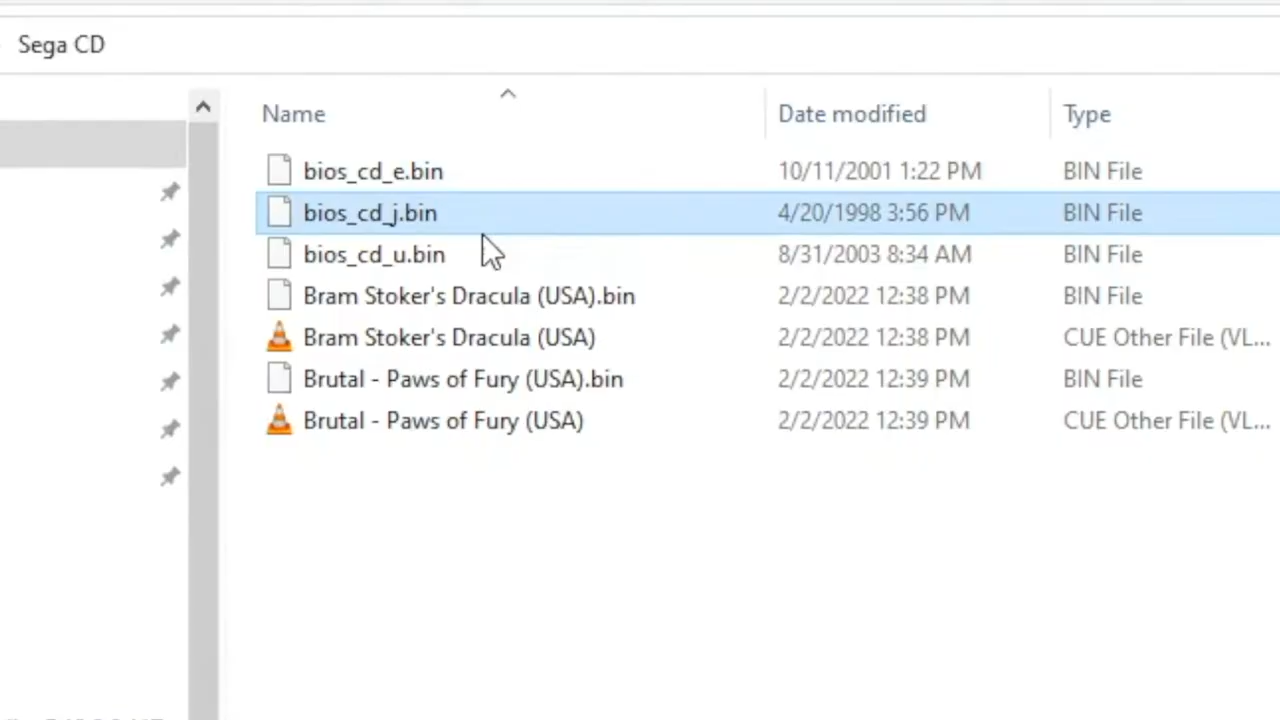 Sega CD
Name Date modified Type
bios_cd_e.bin 10/11/2001 1:22 PM BIN File
bios_cd_j.bin 4/20/1998 3:56 PM BIN File
bios_cd_u.bin 8/31/2003 8:34 AM BIN File
Bram Stoker's Dracula (USA).bin 2/2/2022 12:38 PM BIN File
Bram Stoker's Dracula (USA) 2/2/2022 12:38 PM CUE Other File (VL...
Brutal - Paws of Fury (USA).bin 2/2/2022 12:39 PM BIN File
Brutal - Paws of Fury (USA) 2/2/2022 12:39 PM CUE Other File (VL...